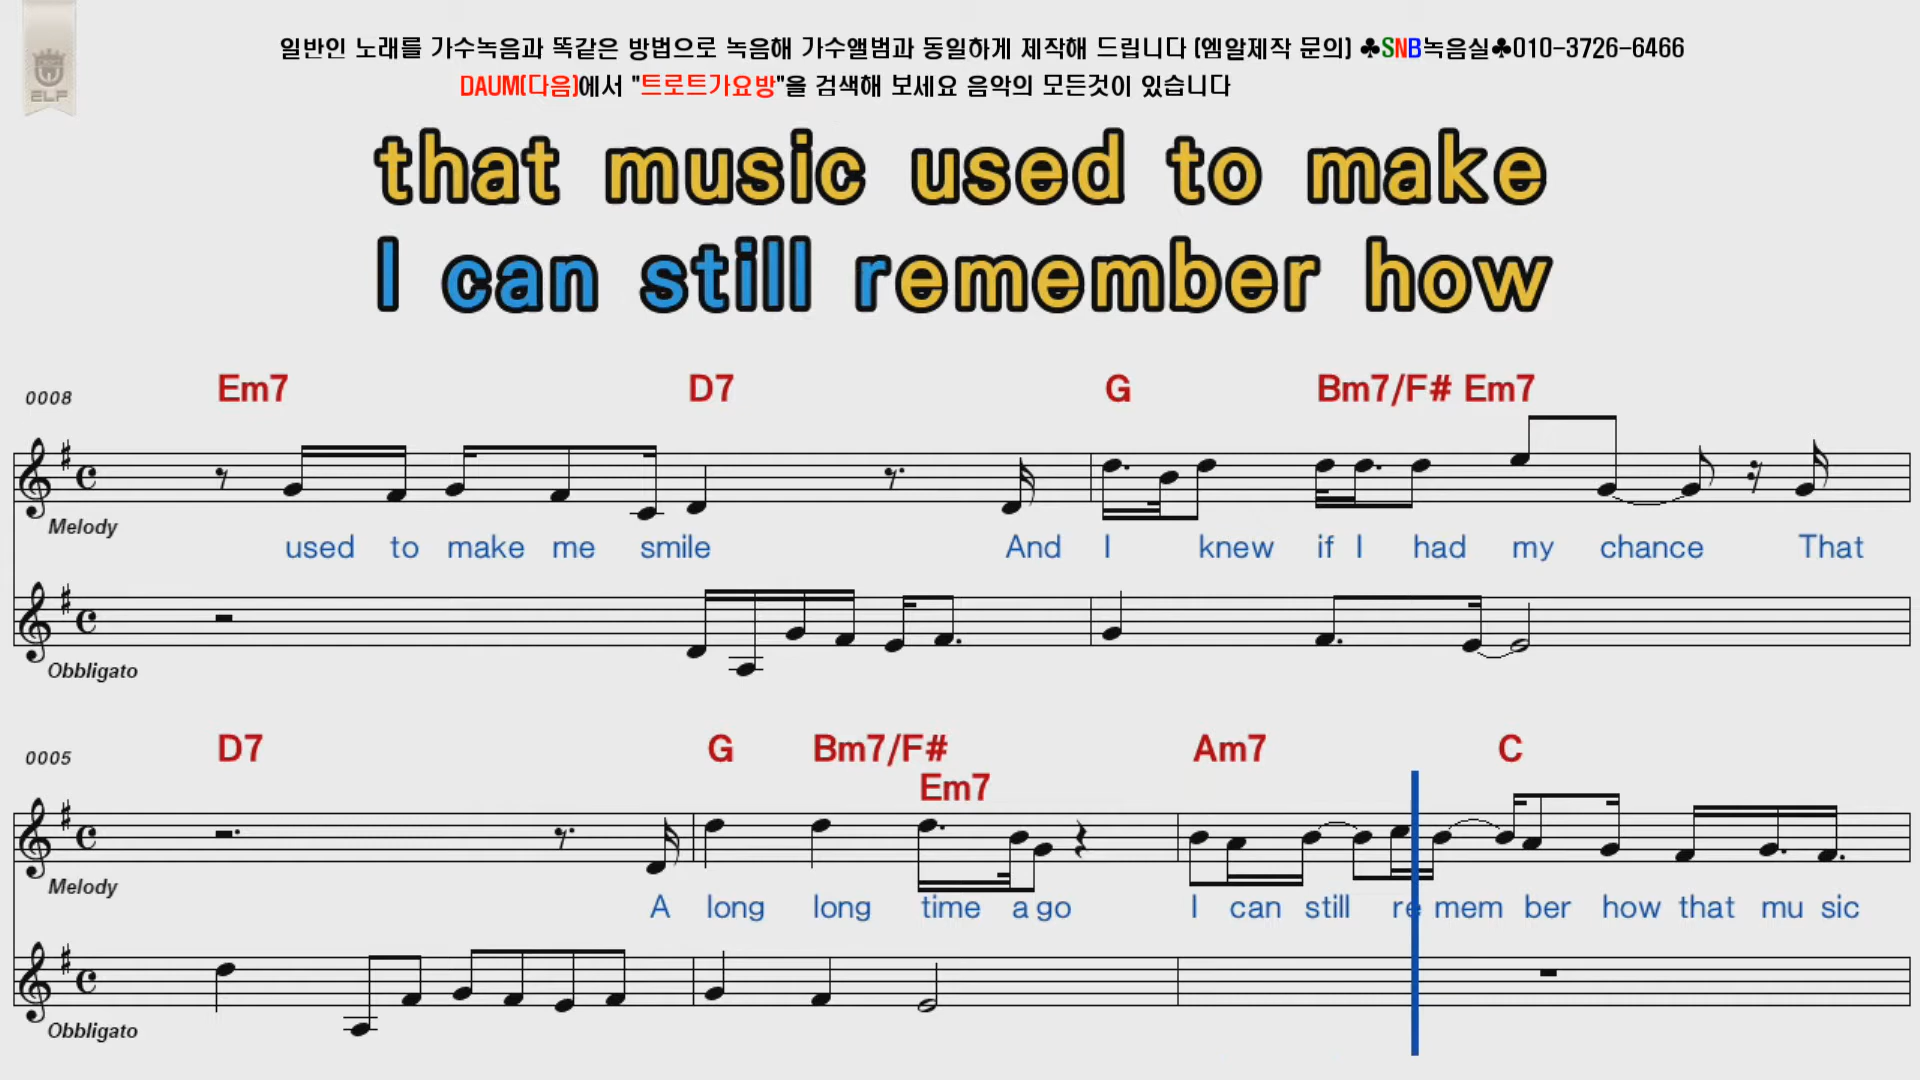 ELF
일반인 노래를 가수녹음과 똑같은 방법으로 녹음해 가수앨범과 동일하게 제작해 드립니다 (엠알제작 문의) ♣SNB녹음실♣010-3726-6466
DAUM(다음)에서 "트로트가요방"을 검색해 보세요 음악의 모든것이 있습니다
that music used to make
I can still remember how
0008 Em7 D7 G Bm7/F# Em7
Melody
used to make me smile And I knew if I had my chance That
Obbligato
0005 D7 G Bm7/F# Am7 C
Em7
Melody
A long long time a go I can still re mem ber how that mu sic
Obbligato